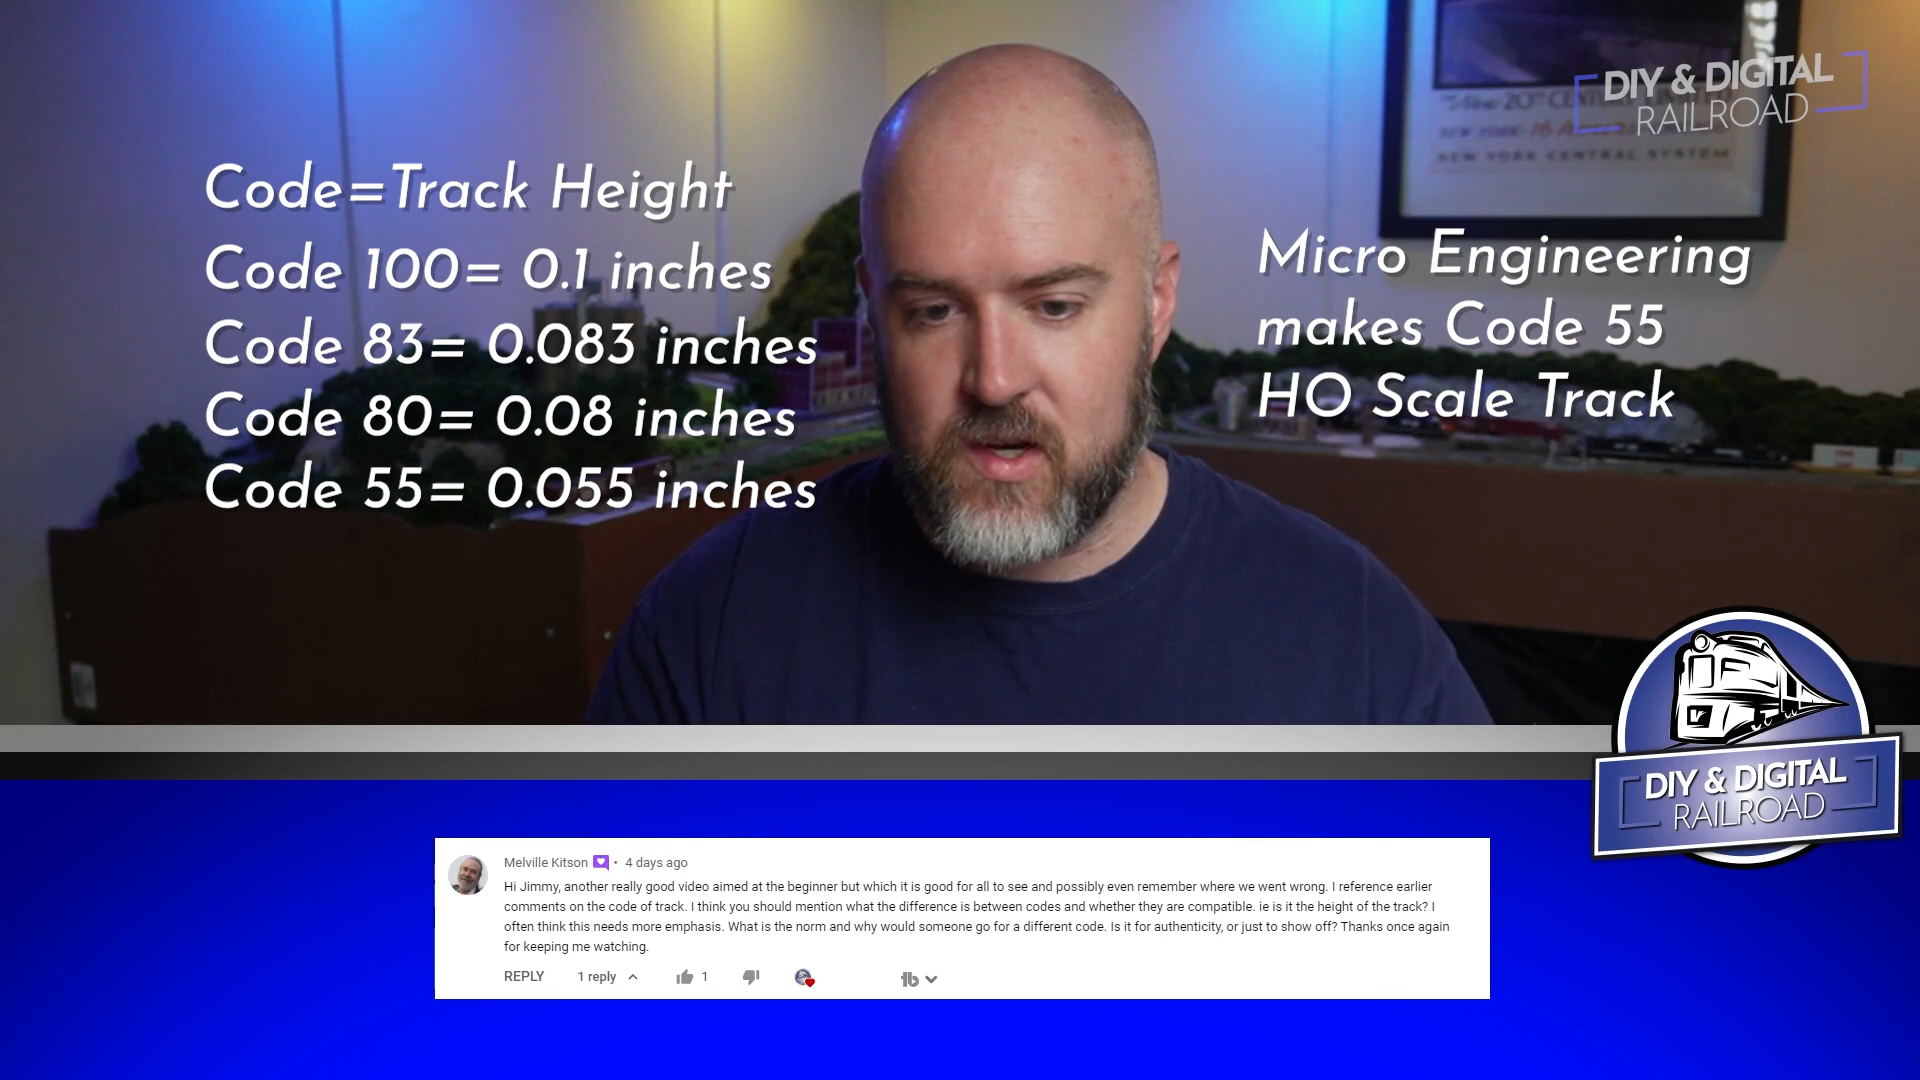 DIY & DIGITAL
RAILROAD
20TH CENTURY
NEW YORK-16
NEW YORK CENTRAL SYSTEM
Code=Track Height
Code 100= 0.1 inches
Code 83= 0.083 inches
Code 80= 0.08 inches
Code 55= 0.055 inches
Micro Engineering
makes Code 55
HO Scale Track
DIY & DIGITAL
RAILROAD
Melville Kitson • 4 days ago
Hi Jimmy, another really good video aimed at the beginner but which it is good for all to see and possibly even remember where we went wrong. I reference earlier
comments on the code of track. I think you should mention what the difference is between codes and whether they are compatible. ie is it the height of the track? I
often think this needs more emphasis. What is the norm and why would someone go for a different code. Is it for authenticity, or just to show off? Thanks once again
for keeping me watching.
REPLY 1 reply 1